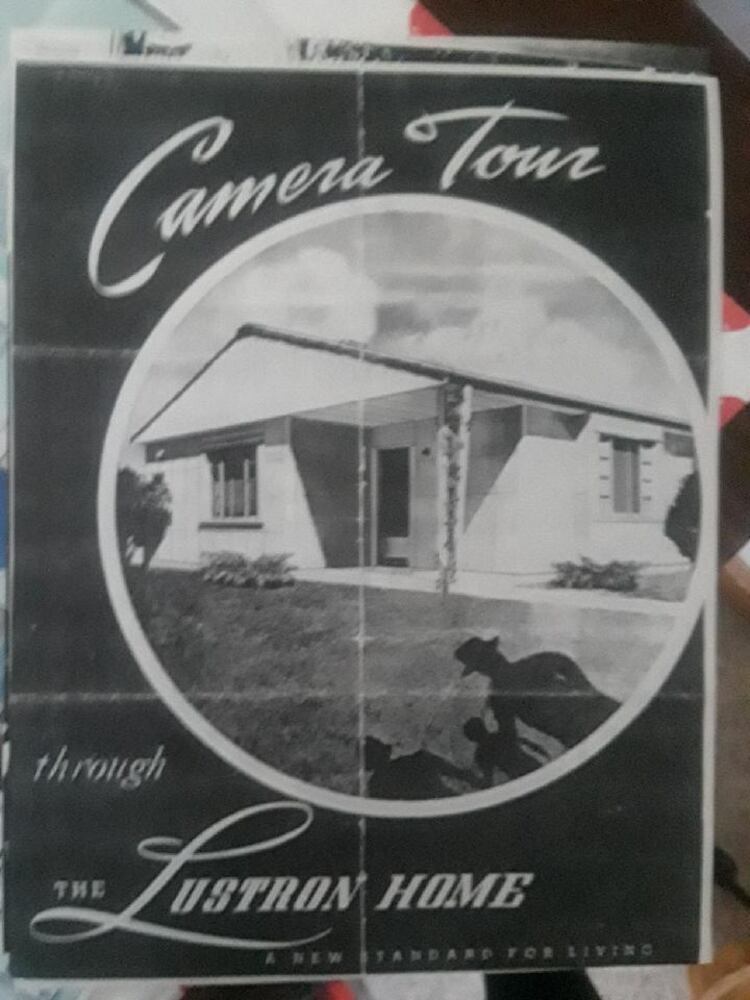 Camera Tour
through
THE LUSTRON HOME
A NEW STANDARD FOR LIVING